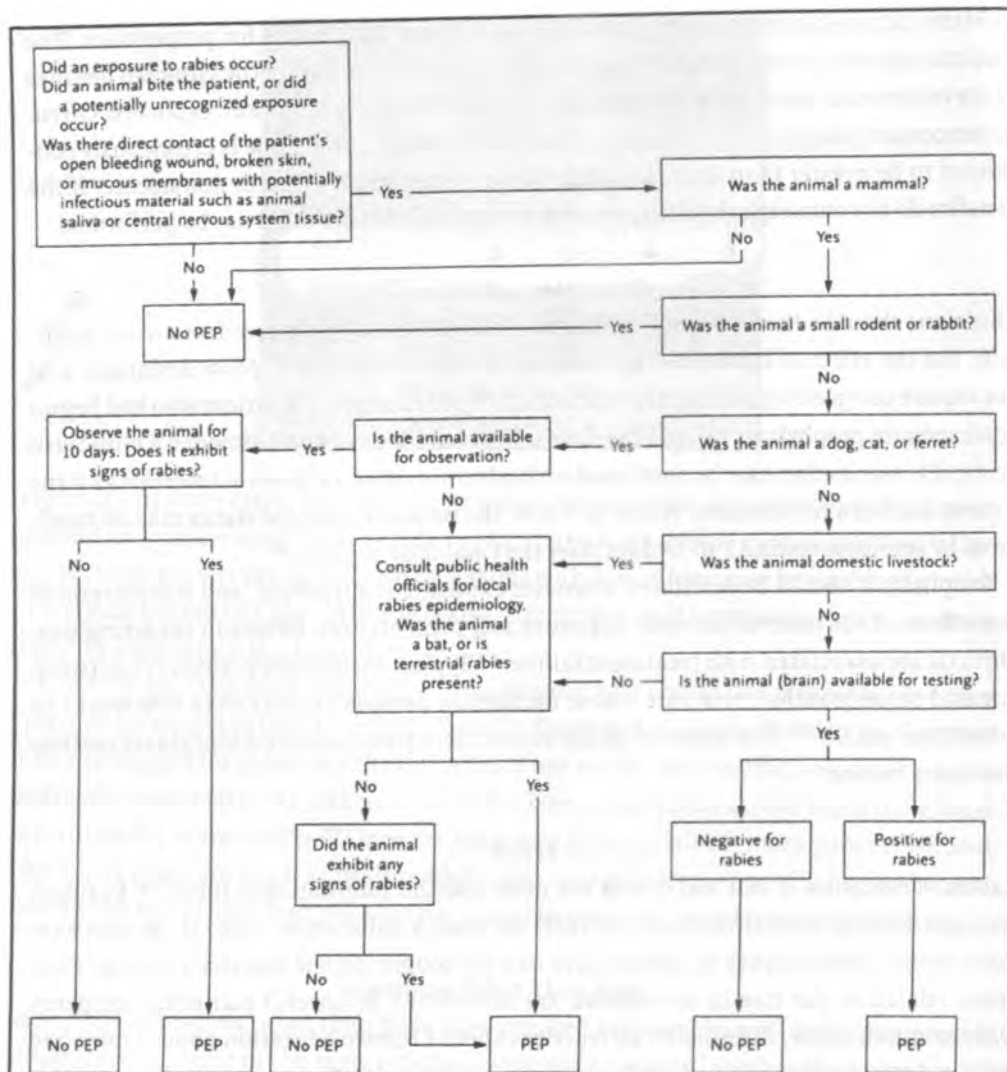 Did an exposure to rabies occur?
Did an animal bite the patient, or did
a potentially unrecognized exposure
occur?
Was there direct contact of the patient's
open bleeding wound, broken skin,
or mucous membranes with potentially
infectious material such as animal
saliva or central nervous system tissue?
Yes
Was the animal a mammal?
No
No
Yes
No PEP
Yes
Was the animal a small rodent or rabbit?
No
Observe the animal for
10 days. Does it exhibit
signs of rabies?
Yes
Is the animal available
for observation?
Yes
Was the animal a dog, cat, or ferret?
No
No
No
Yes
Consult public health
officials for local
rabies epidemiology.
Was the animal
a bat, or is
terrestrial rabies
present?
Yes
Was the animal domestic livestock?
No
No
Is the animal (brain) available for testing?
Yes
No
Yes
Did the animal
exhibit any
signs of rabies?
Negative for
rabies
Positive for
rabies
No
Yes
No PEP
PEP
No PEP
PEP
No PEP
PEP